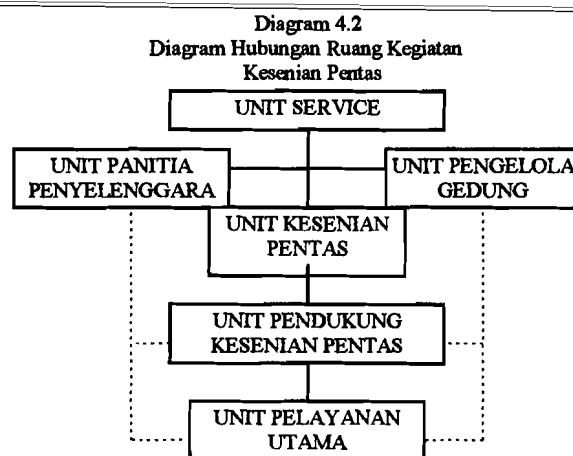 Diagram 4.2
Diagram Hubungan Ruang Kegiatan
Kesenian Pentas
UNIT SERVICE
UNIT PANITIA
PENYELENGGARA
UNIT PENGELOLA
GEDUNG
UNIT KESENIAN
PENTAS
UNIT PENDUKUNG
KESENIAN PENTAS
UNIT PELAYANAN
UTAMA